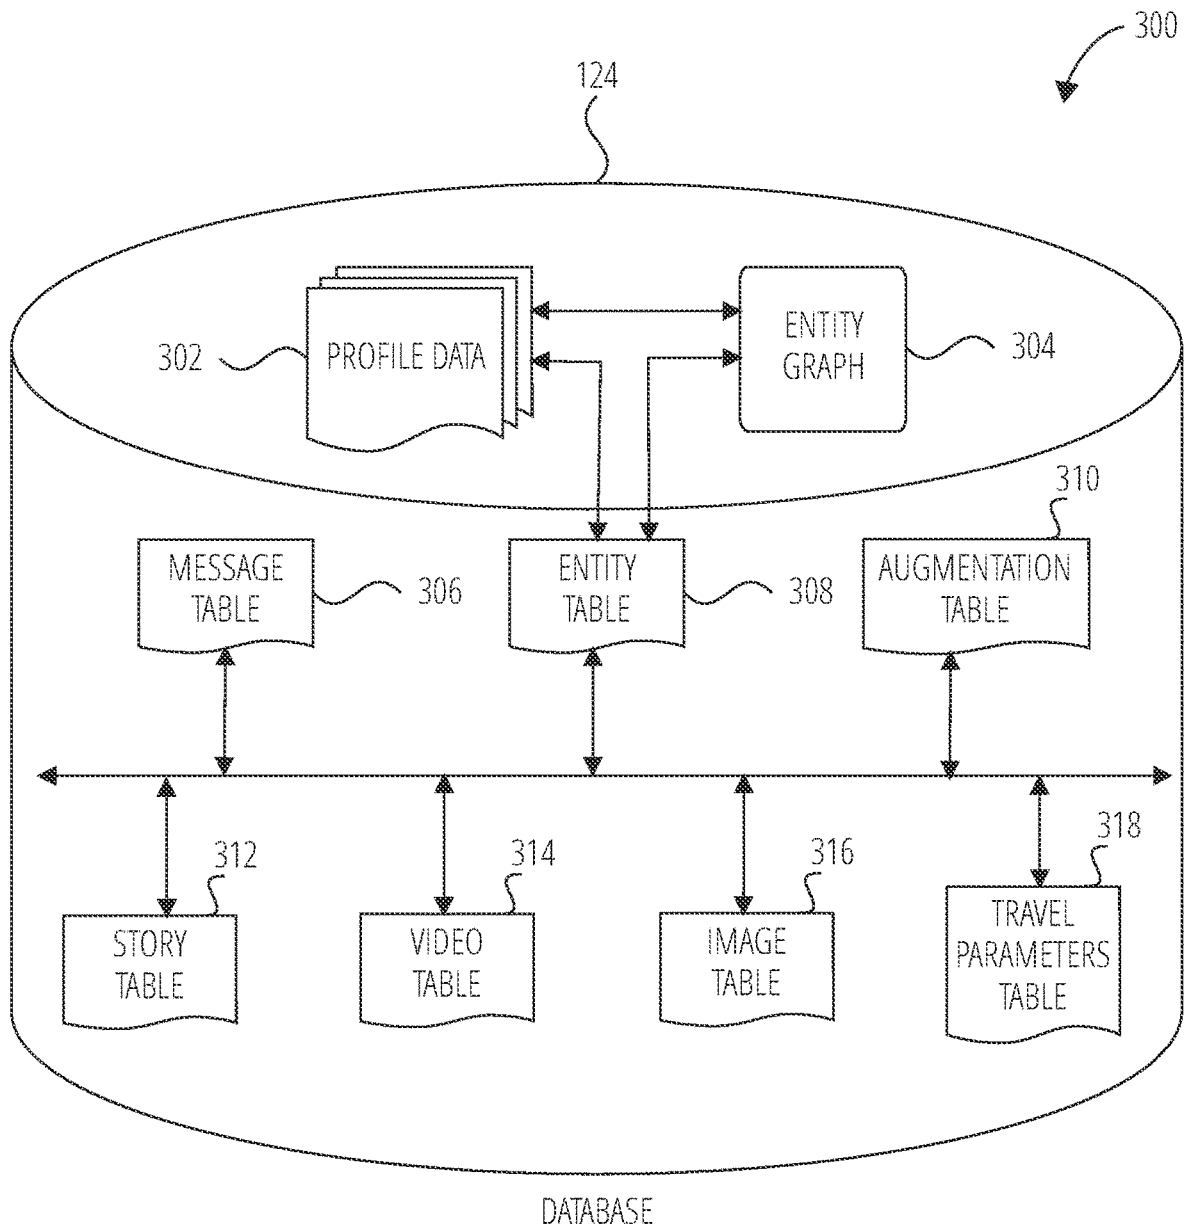 300
124
PROFILE DATA
302
ENTITY
GRAPH
304
MESSAGE
TABLE
306
ENTITY
TABLE
308
310
AUGMENTATION
TABLE
312
STORY
TABLE
314
VIDEO
TABLE
316
IMAGE
TABLE
318
TRAVEL
PARAMETERS
TABLE
DATABASE